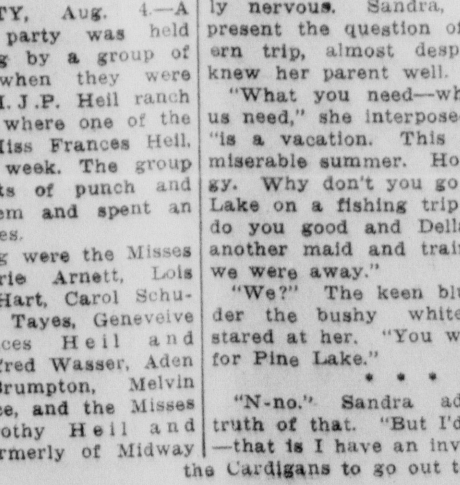 TY, Aug. 4.—A
party was held
g by a group of
when they were
I. J.P. Heil ranch
where one of the
Miss Frances Heil,
week. The group
ts of punch and
em and spent an
es.
g were the Misses
rie Arnett, Lois
Hart, Carol Schu-
Tayes, Geneveive
ces Heil and
fred Wasser, Aden
Brumpton, Melvin
ce, and the Misses
othy Heil and
rmerly of Midway
ly nervous. Sandra,
present the question of
ern trip, almost desp
knew her parent well.
"What you need—wh
us need," she interpose
"is a vacation. This
miserable summer. Ho
gy. Why don't you go
Lake on a fishing trip
do you good and Della
another maid and train
we were away."
"We?" The keen blu
der the bushy white
stared at her. "You w
for Pine Lake."
* * *
"N-no." Sandra ad
truth of that. "But I'd
—that is I have an inv
the Cardigans to go out t